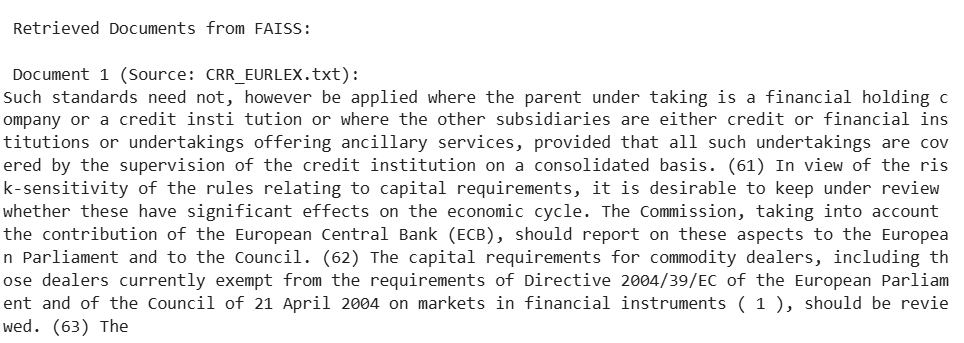 Retrieved Documents from FAISS:
Document 1 (Source: CRR_EURLEX.txt):
Such standards need not, however be applied where the parent under taking is a financial holding c
ompany or a credit insti tution or where the other subsidiaries are either credit or financial ins
titutions or undertakings offering ancillary services, provided that all such undertakings are cov
ered by the supervision of the credit institution on a consolidated basis. (61) In view of the ris
k-sensitivity of the rules relating to capital requirements, it is desirable to keep under review
whether these have significant effects on the economic cycle. The Commission, taking into account
the contribution of the European Central Bank (ECB), should report on these aspects to the Europea
n Parliament and to the Council. (62) The capital requirements for commodity dealers, including th
ose dealers currently exempt from the requirements of Directive 2004/39/EC of the European Parliam
ent and of the Council of 21 April 2004 on markets in financial instruments ( 1 ), should be revie
wed. (63) The